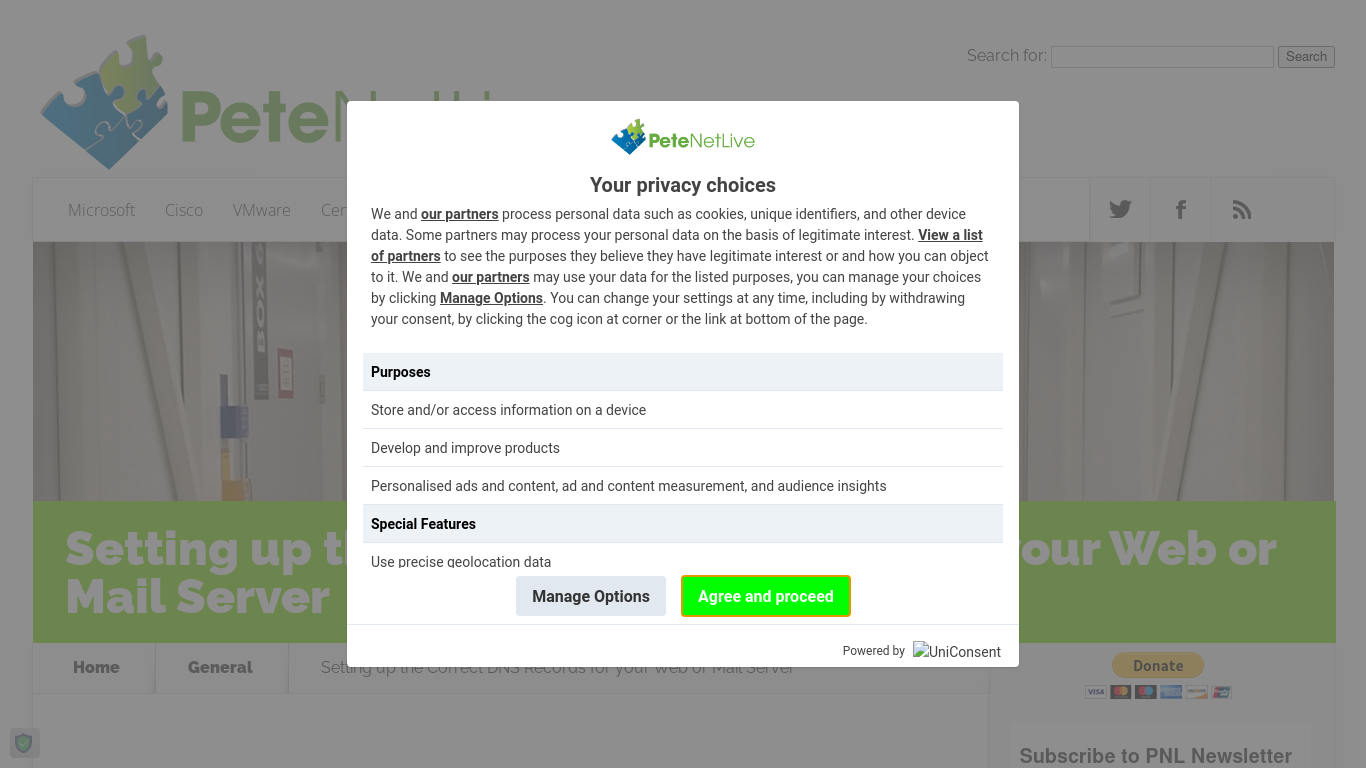 Search for:
Search
PeteNetLi
Microsoft Cisco VMware Cer
BOX
PeteNetLive
Your privacy choices
We and our partners process personal data such as cookies, unique identifiers, and other device
data. Some partners may process your personal data on the basis of legitimate interest. View a list
of partners to see the purposes they believe they have legitimate interest or and how you can object
to it. We and our partners may use your data for the listed purposes, you can manage your choices
by clicking Manage Options. You can change your settings at any time, including by withdrawing
your consent, by clicking the cog icon at corner or the link at bottom of the page.
Purposes
Store and/or access information on a device
Develop and improve products
Personalised ads and content, ad and content measurement, and audience insights
Special Features
Use precise geolocation data
Manage Options Agree and proceed
Powered by UniConsent
Setting up th our Web or
Mail Server
Home General Setting up the Correct DNS Records for your Web or Mail Server
Donate
VISA
Subscribe to PNL Newsletter